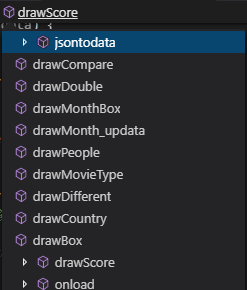 drawScore
jsontodata
drawCompare
drawDouble
drawMonthBox
drawMonth_updata
drawPeople
drawMovieType
drawDifferent
drawCountry
drawBox
drawScore
onload